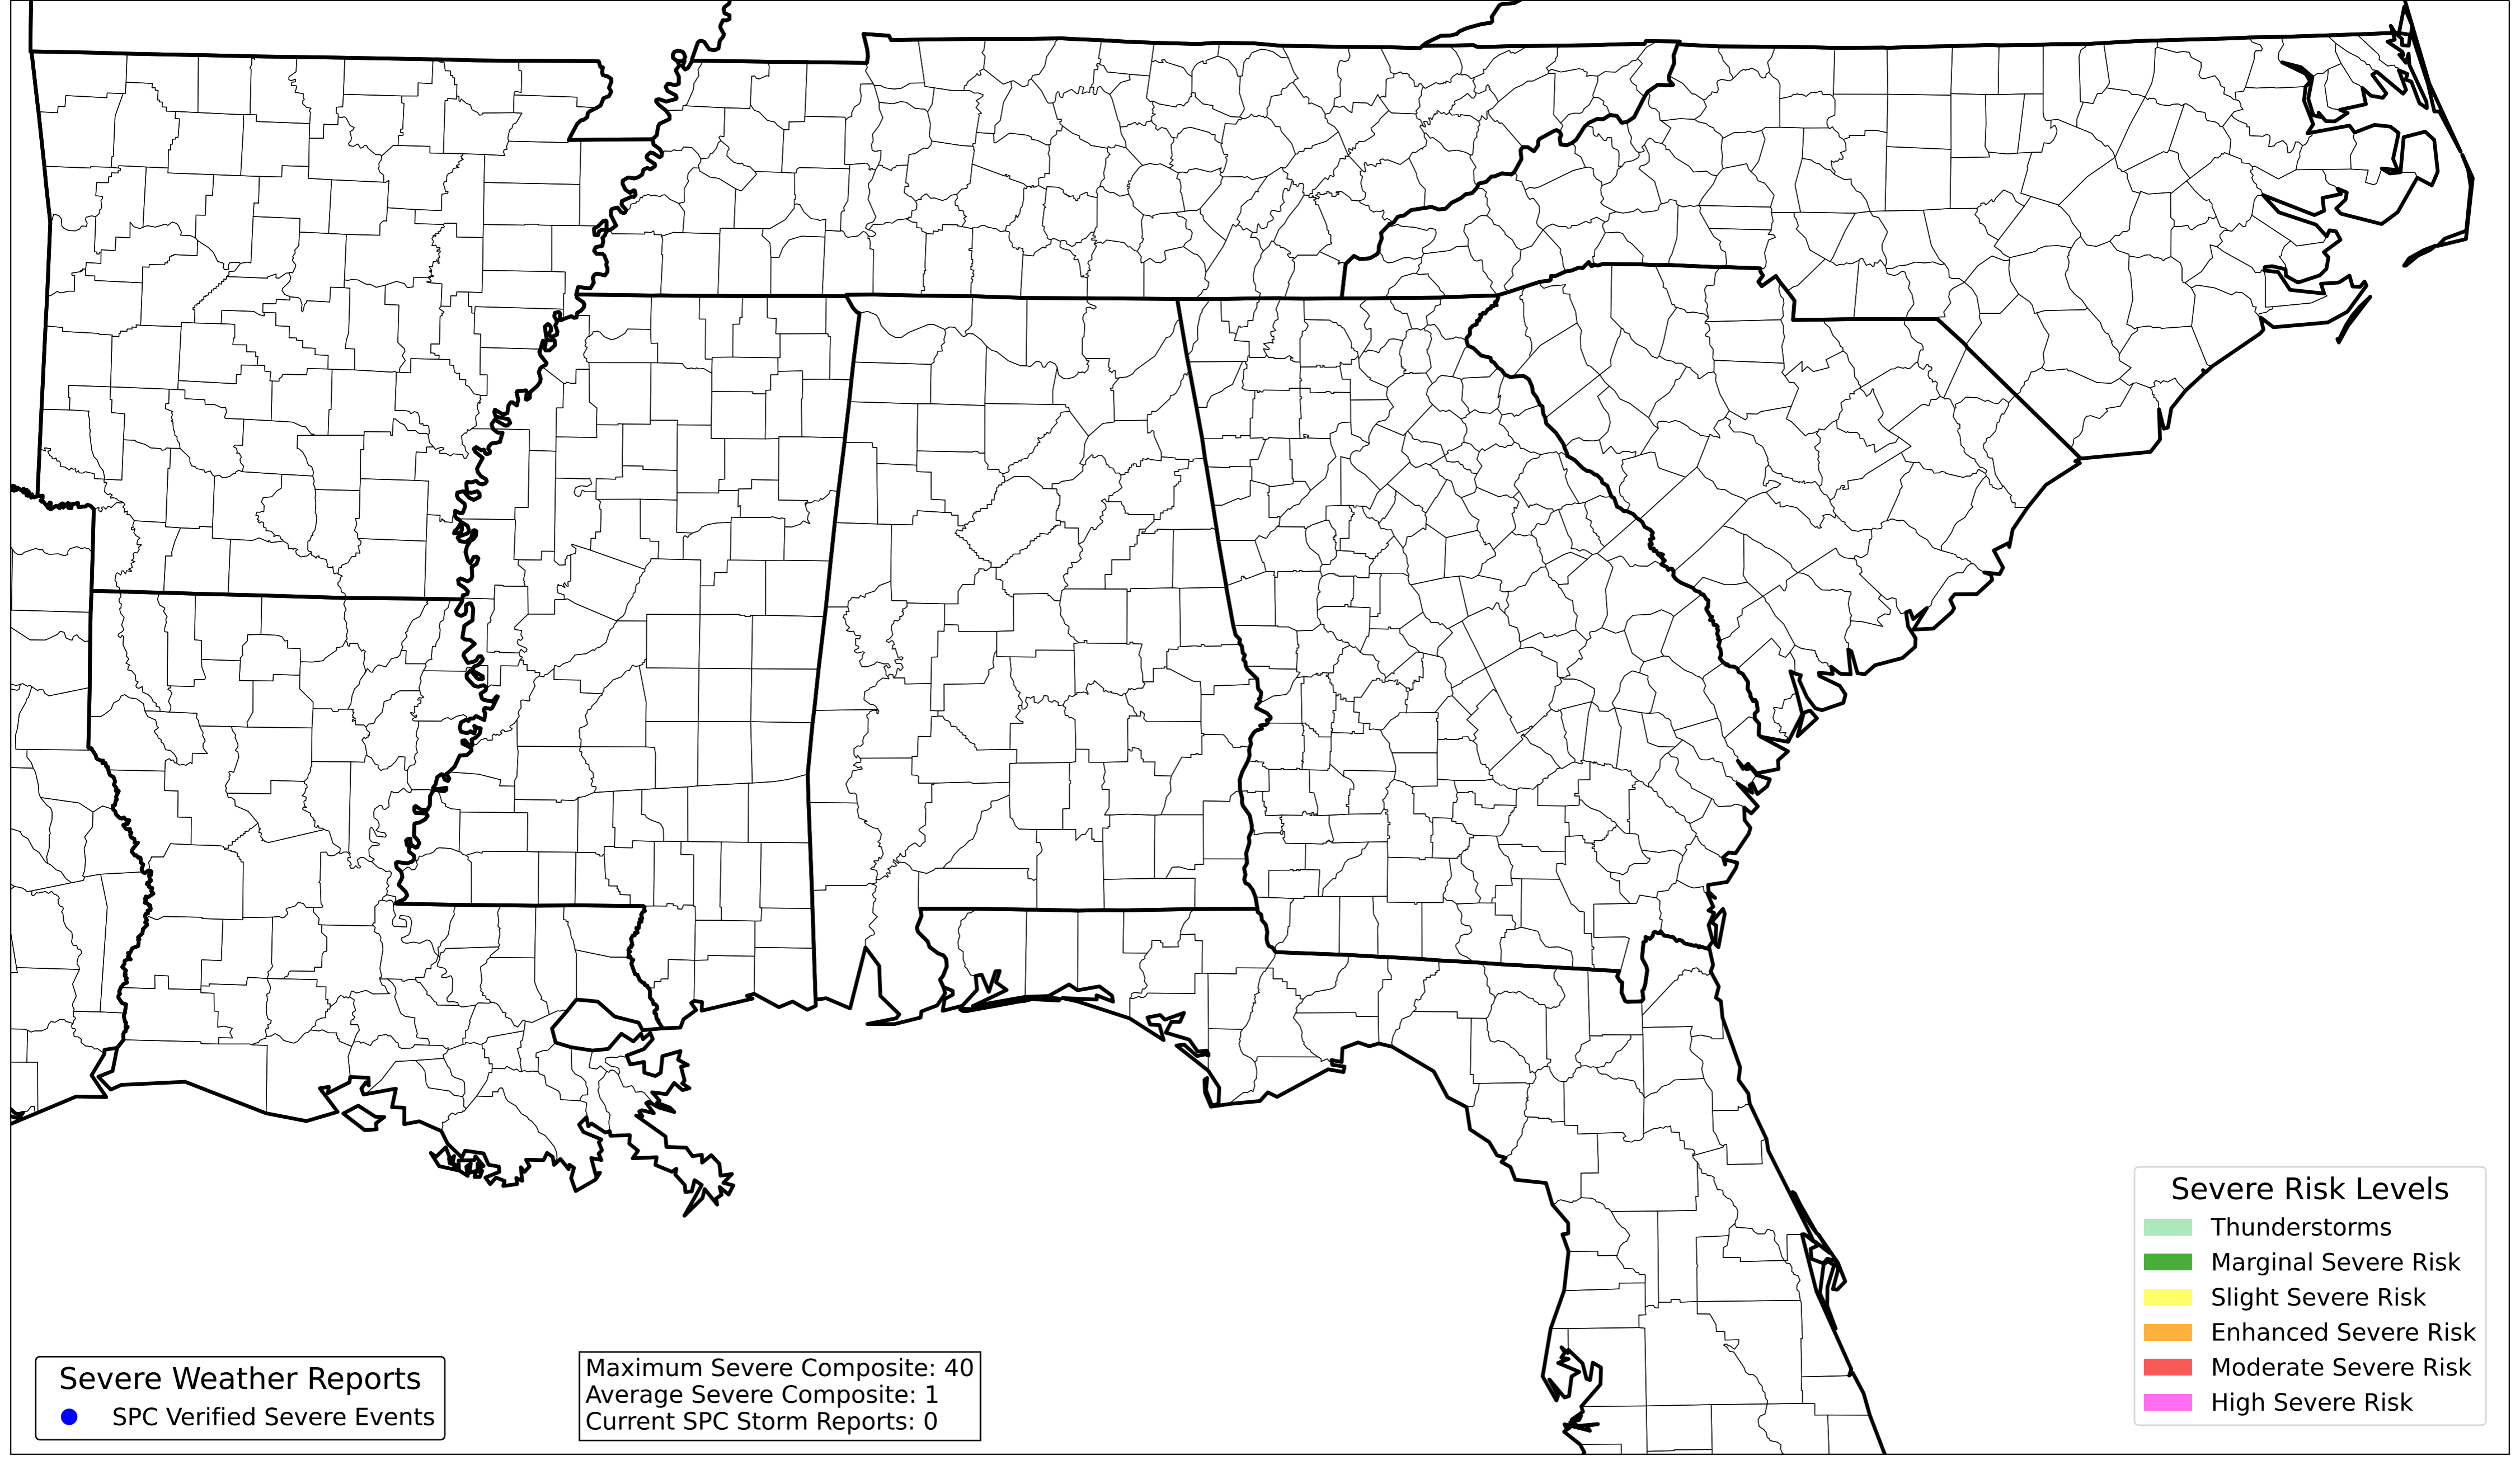 Severe Weather Reports
SPC Verified Severe Events
Maximum Severe Composite: 40
Average Severe Composite: 1
Current SPC Storm Reports: 0
Severe Risk Levels
Thunderstorms
Marginal Severe Risk
Slight Severe Risk
Enhanced Severe Risk
Moderate Severe Risk
High Severe Risk